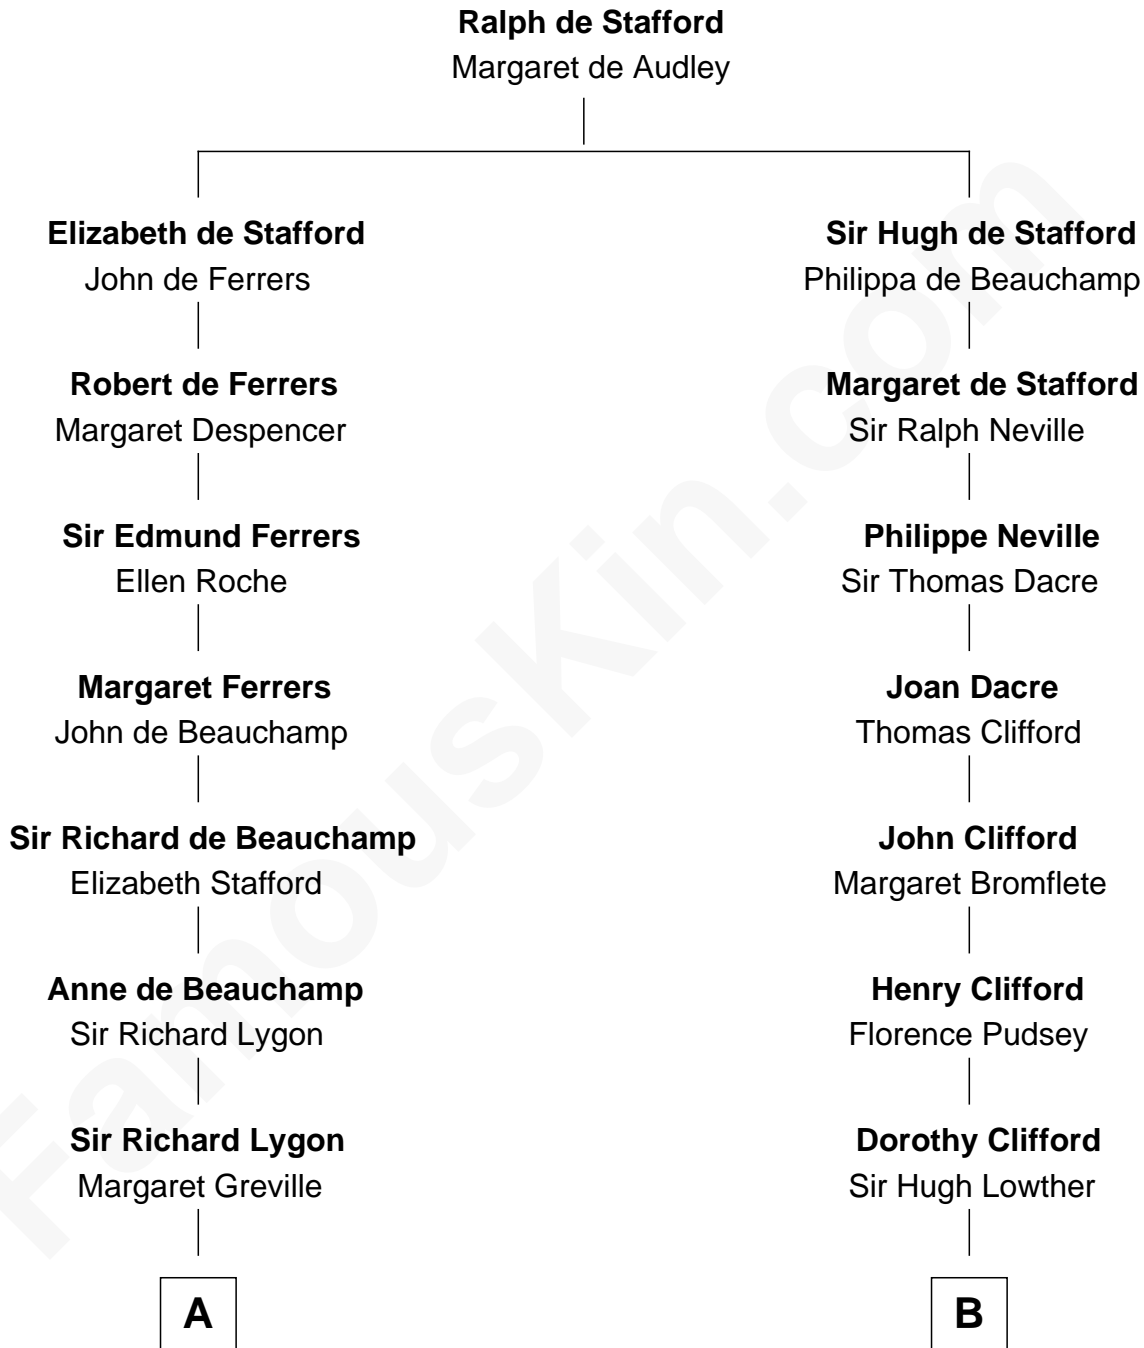 Ralph de Stafford
Margaret de Audley
Elizabeth de Stafford
John de Ferrers
Sir Hugh de Stafford
Philippa de Beauchamp
Robert de Ferrers
Margaret Despencer
Margaret de Stafford
Sir Ralph Neville
Sir Edmund Ferrers
Ellen Roche
Philippe Neville
Sir Thomas Dacre
Margaret Ferrers
John de Beauchamp
Joan Dacre
Thomas Clifford
Sir Richard de Beauchamp
Elizabeth Stafford
John Clifford
Margaret Bromflete
Anne de Beauchamp
Sir Richard Lygon
Henry Clifford
Florence Pudsey
Sir Richard Lygon
Margaret Greville
Dorothy Clifford
Sir Hugh Lowther
A
B
FamousKin.com